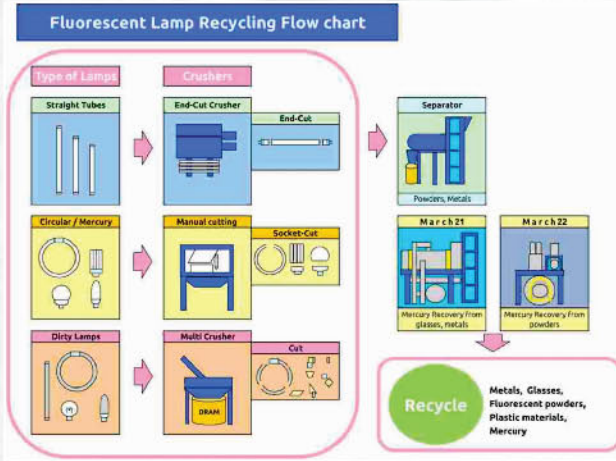 Fluorescent Lamp Recycling Flow chart
Type of Lamps
Crushers
Straight Tubes
End-Cut Crusher
End-Cut
Separator
Powders, Metals
Circular / Mercury
Manual cutting
Socket-Cut
March21
March22
Mercury Recovery from
glasses, metals
Mercury Recovery from
powders
Dirty Lamps
Multi Crusher
Cut
DRAM
Recycle
Metals, Glasses,
Fluorescent powders,
Plastic materials,
Mercury